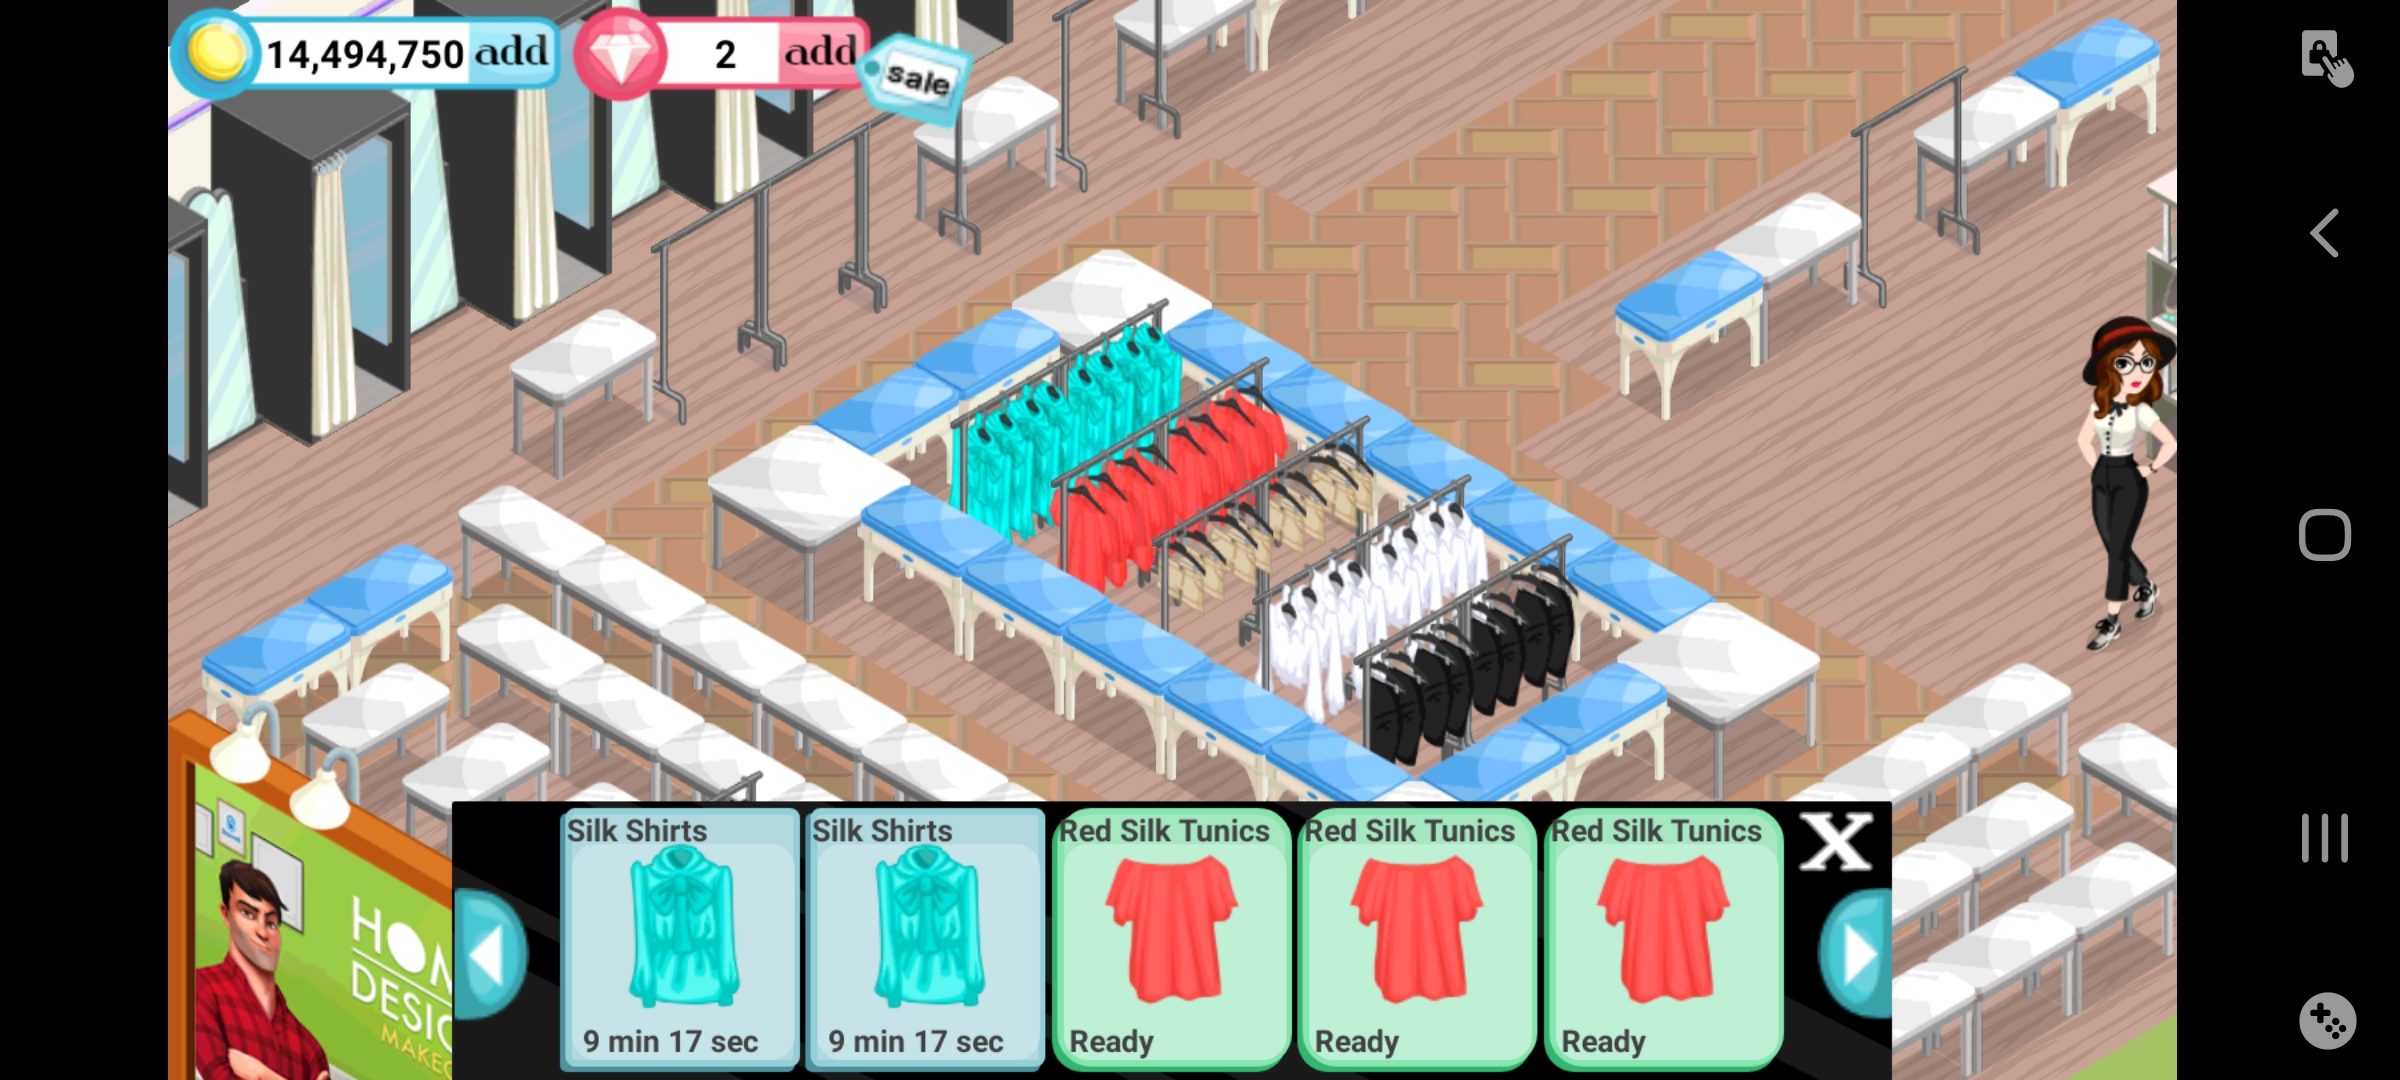 14,494,750 add
2 add
sale
Silk Shirts
9 min 17 sec
Silk Shirts
9 min 17 sec
Red Silk Tunics
Ready
Red Silk Tunics
Ready
Red Silk Tunics
Ready
X